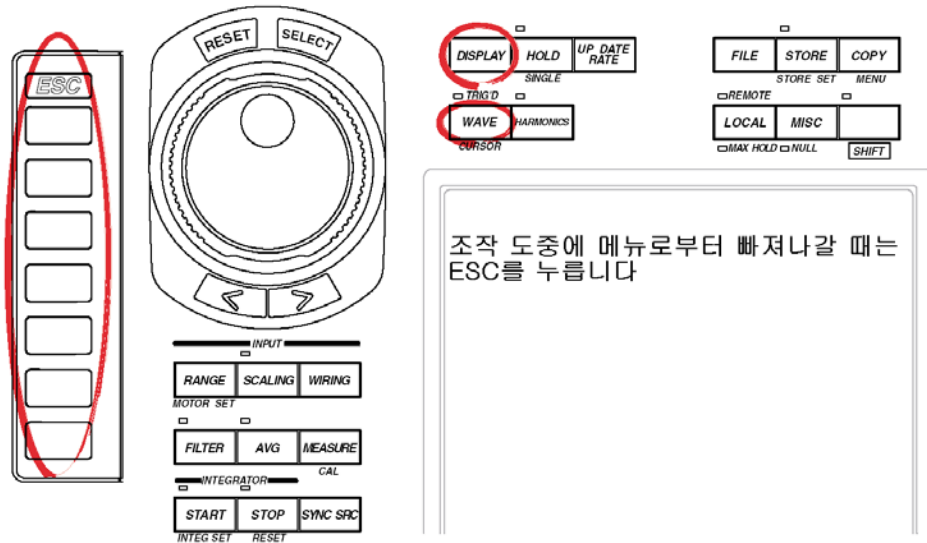 ESC
RESET
SELECT
INPUT
RANGE SCALING WIRING
MOTOR SET
FILTER AVG MEASURE
CAL
INTEGRATOR
START STOP SYNC SRC
INTEG SET RESET
DISPLAY HOLD UP DATE RATE
SINGLE
TRIG'D
WAVE HARMONICS
CURSOR
FILE STORE COPY
STORE SET MENU
REMOTE
LOCAL MISC
MAX HOLD NULL SHIFT
조작 도중에 메뉴로부터 빠져나갈 때는
ESC를 누릅니다